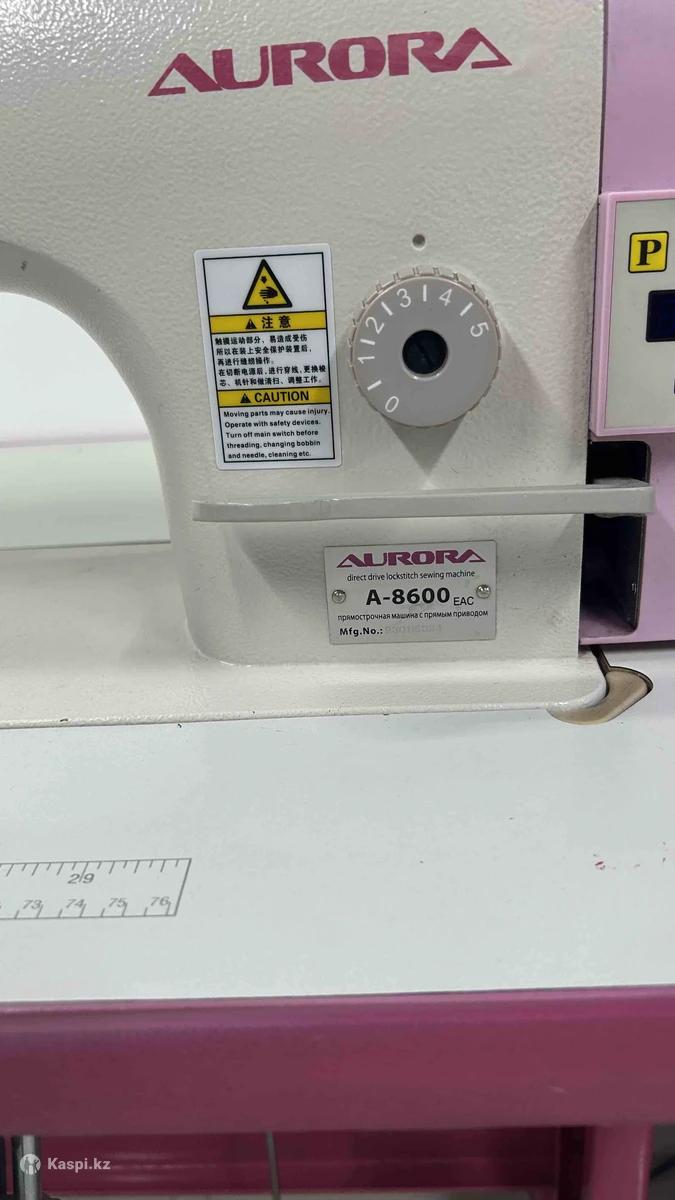 AURORA
P
0 1 2 3 4 5
注意
触摸运动部分，易造成受伤
所以在装上安全保护装置后，
再进行缝纫操作。
在切断电源后，进行穿线，更换梭
芯、机针和做清扫、调整工作。
CAUTION
Moving parts may cause injury.
Operate with safety devices.
Turn off main switch before
threading, changing bobbin
and needle, cleaning etc.
AURORA
direct drive lockstitch sewing machine
A-8600 EAC
прямострочная машина с прямым приводом
Mfg.No.:
29
73 74 75 76
Kaspi.kz